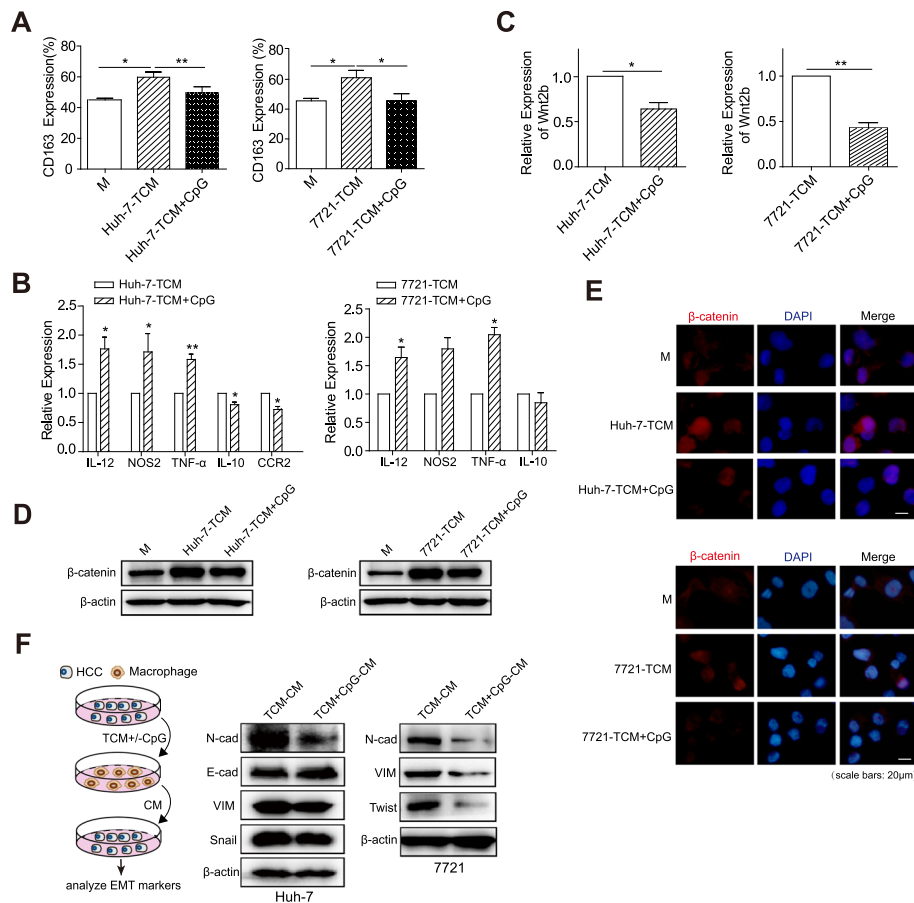 A
CD163 Expression(%)
80
60
40
20
0
* **
M
Huh-7-TCM
Huh-7-TCM+CpG
CD163 Expression (%)
80
60
40
20
0
* *
M
7721-TCM
7721-TCM+CpG
C
Relative Expression
of Wnt2b
1.0
0.5
0
*
Huh-7-TCM
Huh-7-TCM+CpG
Relative Expression
of Wnt2b
1.0
0.5
0
**
7721-TCM
7721-TCM+CpG
B
Huh-7-TCM
Huh-7-TCM+CpG
Relative Expression
2.5
2.0
1.5
1.0
0.5
0.0
* * ** * *
IL-12 NOS2 TNF-α IL-10 CCR2
7721-TCM
7721-TCM+CpG
Relative Expression
2.5
2.0
1.5
1.0
0.5
0.0
* *
IL-12 NOS2 TNF-α IL-10
E
β-catenin DAPI Merge
M
Huh-7-TCM
Huh-7-TCM+CpG
β-catenin DAPI Merge
M
7721-TCM
7721-TCM+CpG
(scale bars: 20μm)
D
M Huh-7-TCM Huh-7-TCM+CpG
β-catenin
β-actin
M 7721-TCM 7721-TCM+CpG
β-catenin
β-actin
F
HCC Macrophage
TCM+/-CpG
CM
analyze EMT markers
TCM-CM TCM+CpG-CM
N-cad
E-cad
VIM
Snail
β-actin
Huh-7
TCM-CM TCM+CpG-CM
N-cad
VIM
Twist
β-actin
7721